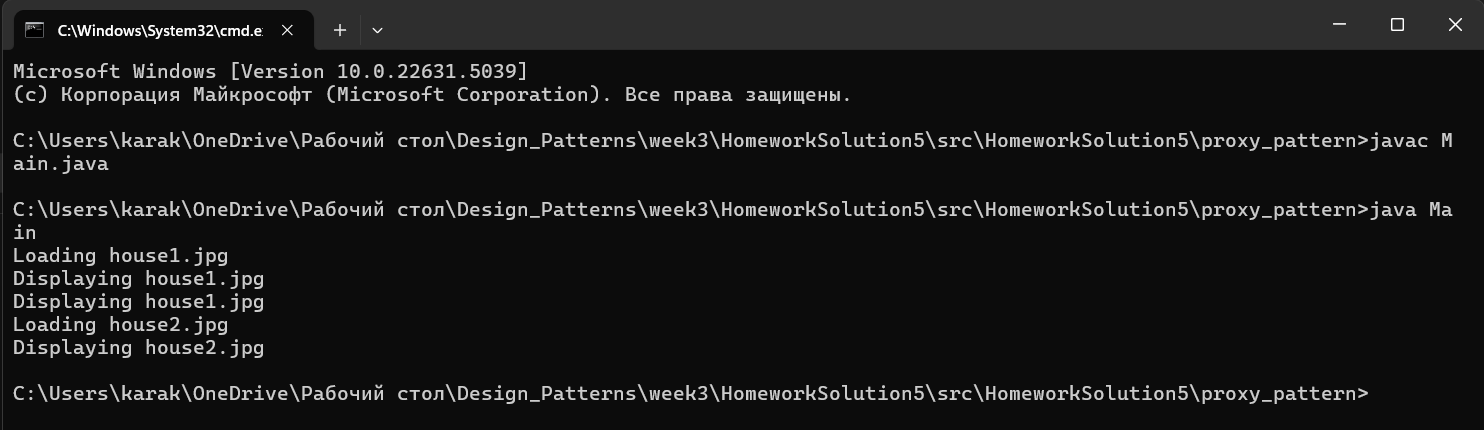 C:\Windows\System32\cmd.e
Microsoft Windows [Version 10.0.22631.5039]
(c) Корпорация Майкрософт (Microsoft Corporation). Все права защищены.
C:\Users\karak\OneDrive\Рабочий стол\Design_Patterns\week3\HomeworkSolution5\src\HomeworkSolution5\proxy_pattern>javac M
ain.java
C:\Users\karak\OneDrive\Рабочий стол\Design_Patterns\week3\HomeworkSolution5\src\HomeworkSolution5\proxy_pattern>java Ma
in
Loading house1.jpg
Displaying house1.jpg
Displaying house1.jpg
Loading house2.jpg
Displaying house2.jpg
C:\Users\karak\OneDrive\Рабочий стол\Design_Patterns\week3\HomeworkSolution5\src\HomeworkSolution5\proxy_pattern>